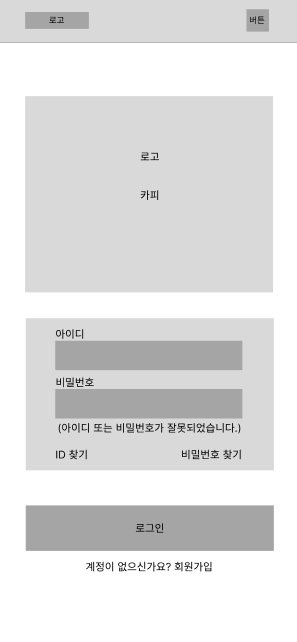 로고
버튼
로고
카피
아이디
비밀번호
(아이디 또는 비밀번호가 잘못되었습니다.)
ID 찾기
비밀번호 찾기
로그인
계정이 없으신가요? 회원가입